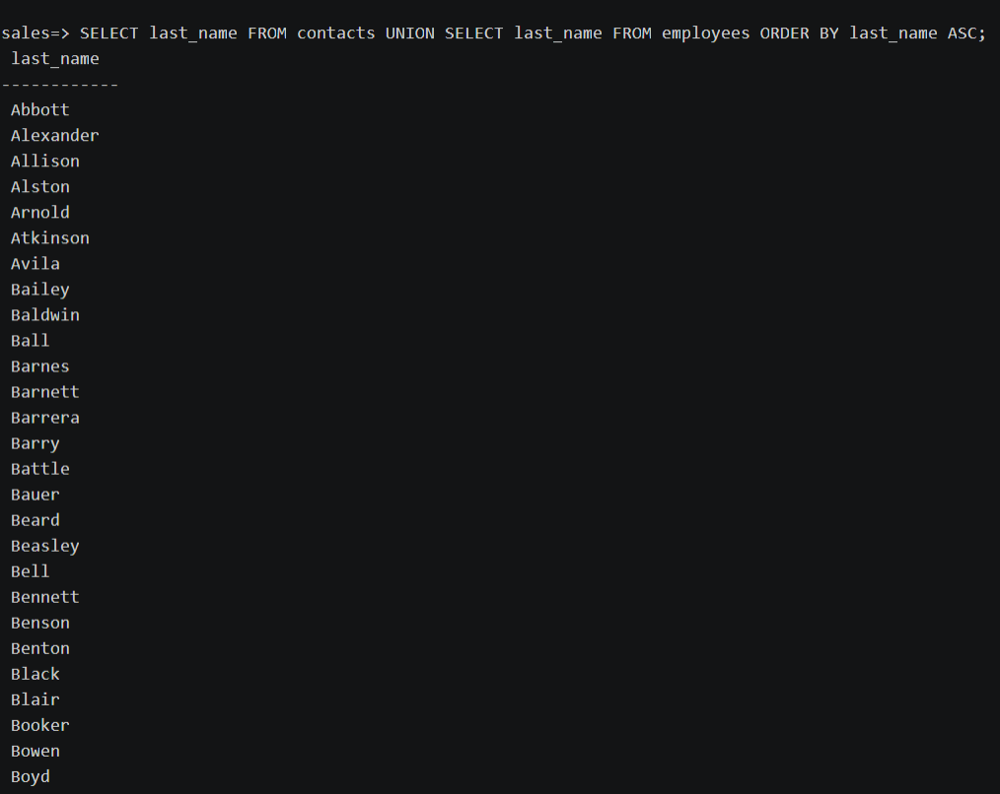 sales=> SELECT last_name FROM contacts UNION SELECT last_name FROM employees ORDER BY last_name ASC;
last_name
------------
Abbott
Alexander
Allison
Alston
Arnold
Atkinson
Avila
Bailey
Baldwin
Ball
Barnes
Barnett
Barrera
Barry
Battle
Bauer
Beard
Beasley
Bell
Bennett
Benson
Benton
Black
Blair
Booker
Bowen
Boyd